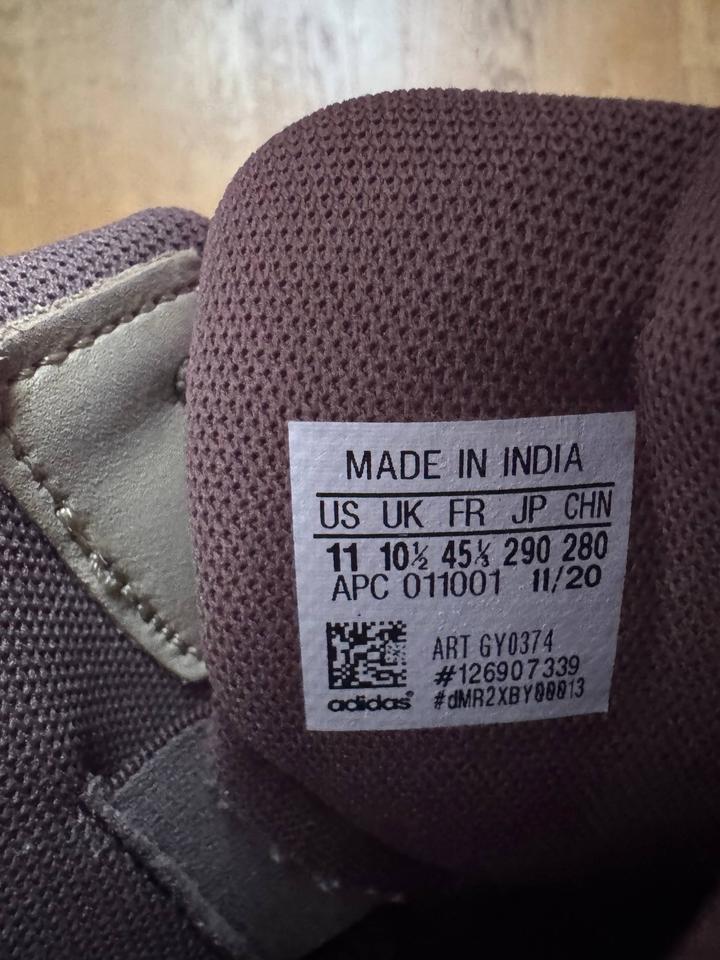 MADE IN INDIA
US UK FR JP CHN
11 10½ 45⅓ 290 280
APC 011001 11/20
ART GY0374
#126907339
#dMR2XBY00013
adidas®